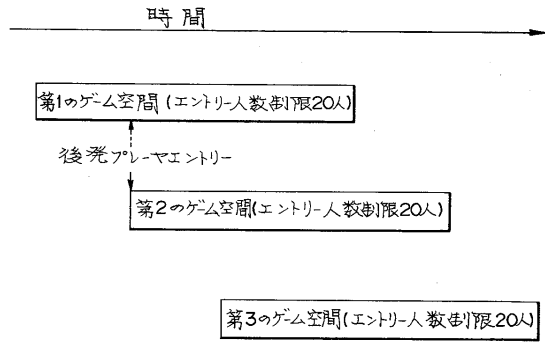 時間
第1のゲーム空間(エントリー人数制限20人)
後発プレーヤエントリー
第2のゲーム空間(エントリー人数制限20人)
第3のゲーム空間(エントリー人数制限20人)